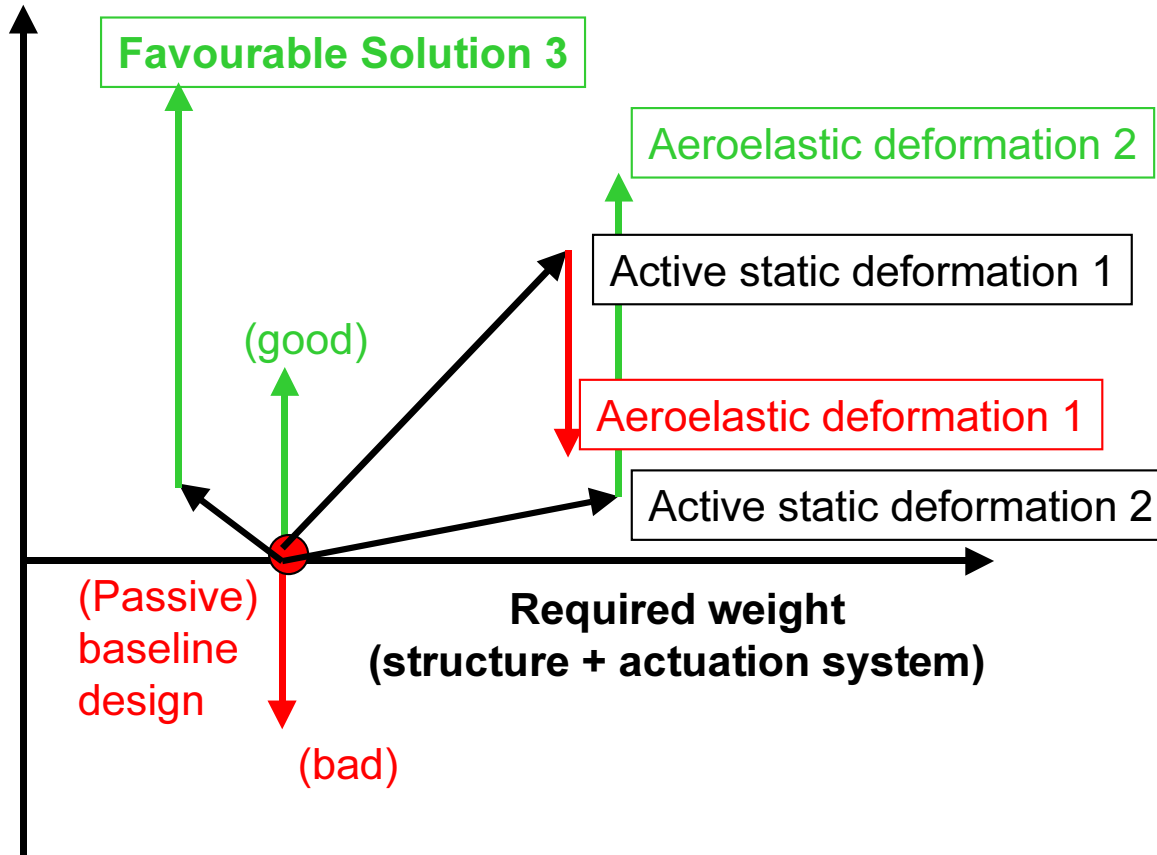 Favourable Solution 3
Aeroelastic deformation 2
Active static deformation 1
(good)
Aeroelastic deformation 1
Active static deformation 2
(Passive)
baseline
design
Required weight
(structure + actuation system)
(bad)